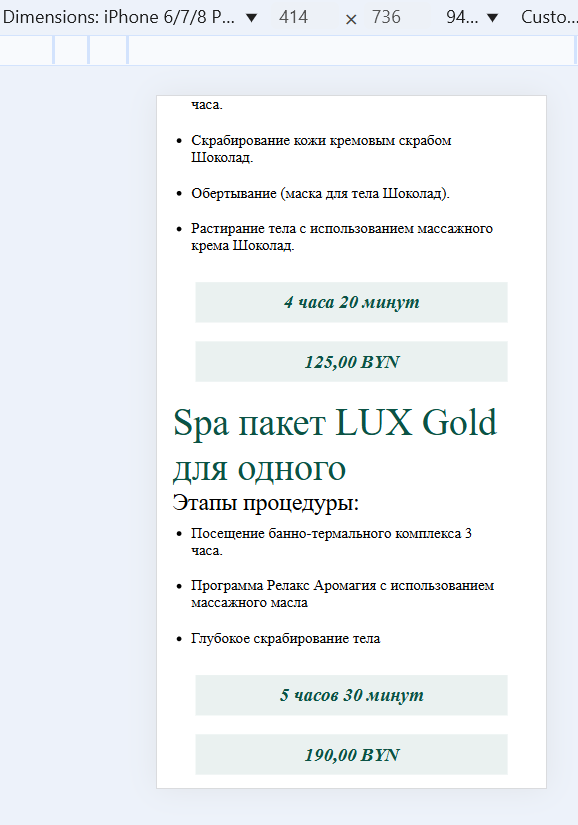 Dimensions: iPhone 6/7/8 P... ▼ 414 × 736 94... ▼ Custo...
часа.
• Скрабирование кожи кремовым скрабом
Шоколад.
• Обертывание (маска для тела Шоколад).
• Растирание тела с использованием массажного
крема Шоколад.
4 часа 20 минут
125,00 BYN
Spa пакет LUX Gold
для одного
Этапы процедуры:
• Посещение банно-термального комплекса 3
часа.
• Программа Релакс Аромагия с использованием
массажного масла
• Глубокое скрабирование тела
5 часов 30 минут
190,00 BYN